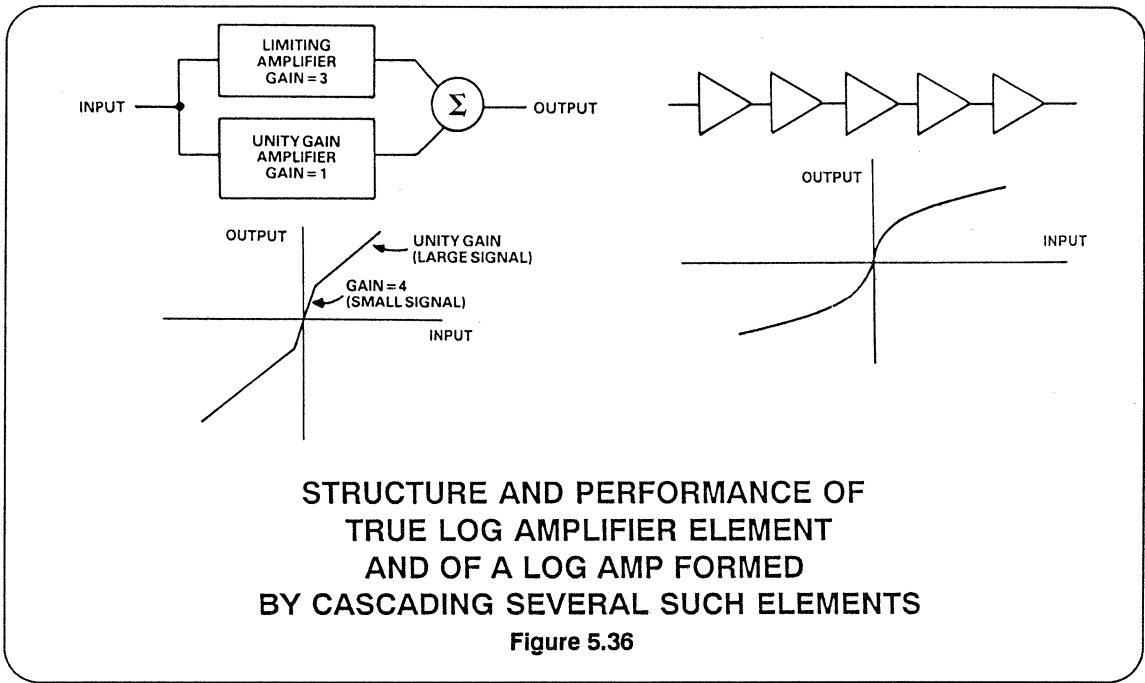 LIMITING
AMPLIFIER
GAIN = 3
INPUT
Σ
OUTPUT
UNITY GAIN
AMPLIFIER
GAIN = 1
OUTPUT
UNITY GAIN
(LARGE SIGNAL)
GAIN = 4
(SMALL SIGNAL)
INPUT
OUTPUT
INPUT
STRUCTURE AND PERFORMANCE OF
TRUE LOG AMPLIFIER ELEMENT
AND OF A LOG AMP FORMED
BY CASCADING SEVERAL SUCH ELEMENTS
Figure 5.36